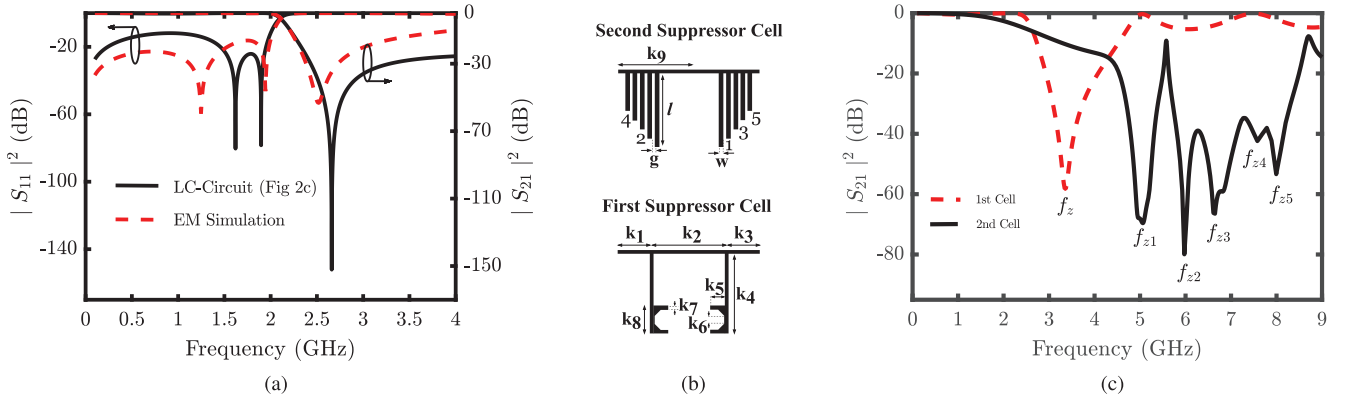 0
-20
-60
-100
-140
| S11 |² (dB)
0
-30
-70
-110
-150
| S21 |² (dB)
LC-Circuit (Fig 2c)
EM Simulation
0 0.5 1 1.5 2 2.5 3 3.5 4
Frequency (GHz)
(a)
Second Suppressor Cell
k9
l
4 2 1 3 5
g w
First Suppressor Cell
k1 k2 k3
k4
k5
k7
k6
k8
(b)
0
-20
-40
-60
-80
| S21 |² (dB)
1st Cell
2nd Cell
fz
fz1
fz2
fz3
fz4
fz5
0 1 2 3 4 5 6 7 8 9
Frequency (GHz)
(c)